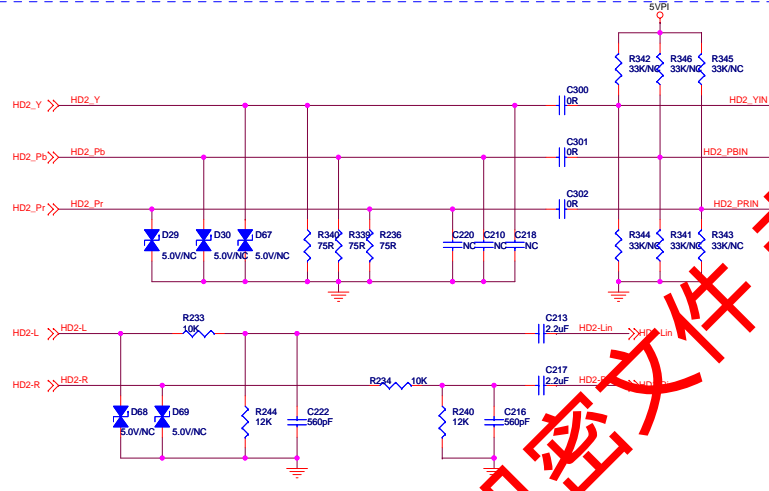 5VPI
R342
33K/NC
R346
33K/NC
R345
33K/NC
C300
0R
HD2_Y
HD2_Y
HD2_YIN
C301
0R
HD2_Pb
HD2_Pb
HD2_PBIN
C302
0R
HD2_Pr
HD2_Pr
HD2_PRIN
D29
5.0V/NC
D30
5.0V/NC
D67
5.0V/NC
R340
75R
R339
75R
R236
75R
C220
NC
C210
NC
C218
NC
R344
33K/NC
R341
33K/NC
R343
33K/NC
HD2-L
HD2-L
R233
10K
C213
2.2uF
HD2-Lin
HD2-R
HD2-R
R234
10K
C217
2.2uF
D68
5.0V/NC
D69
5.0V/NC
R244
12K
C222
560pF
R240
12K
C216
560pF
密文件